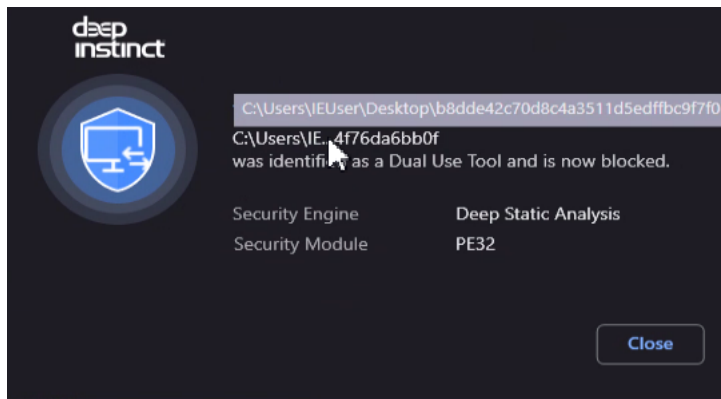 deep
instinct
C:\Users\IEUser\Desktop\b8dde42c70d8c4a3511d5edffbc9f7f0
C:\Users\IE...4f76da6bb0f
was identified as a Dual Use Tool and is now blocked.
Security Engine Deep Static Analysis
Security Module PE32
Close